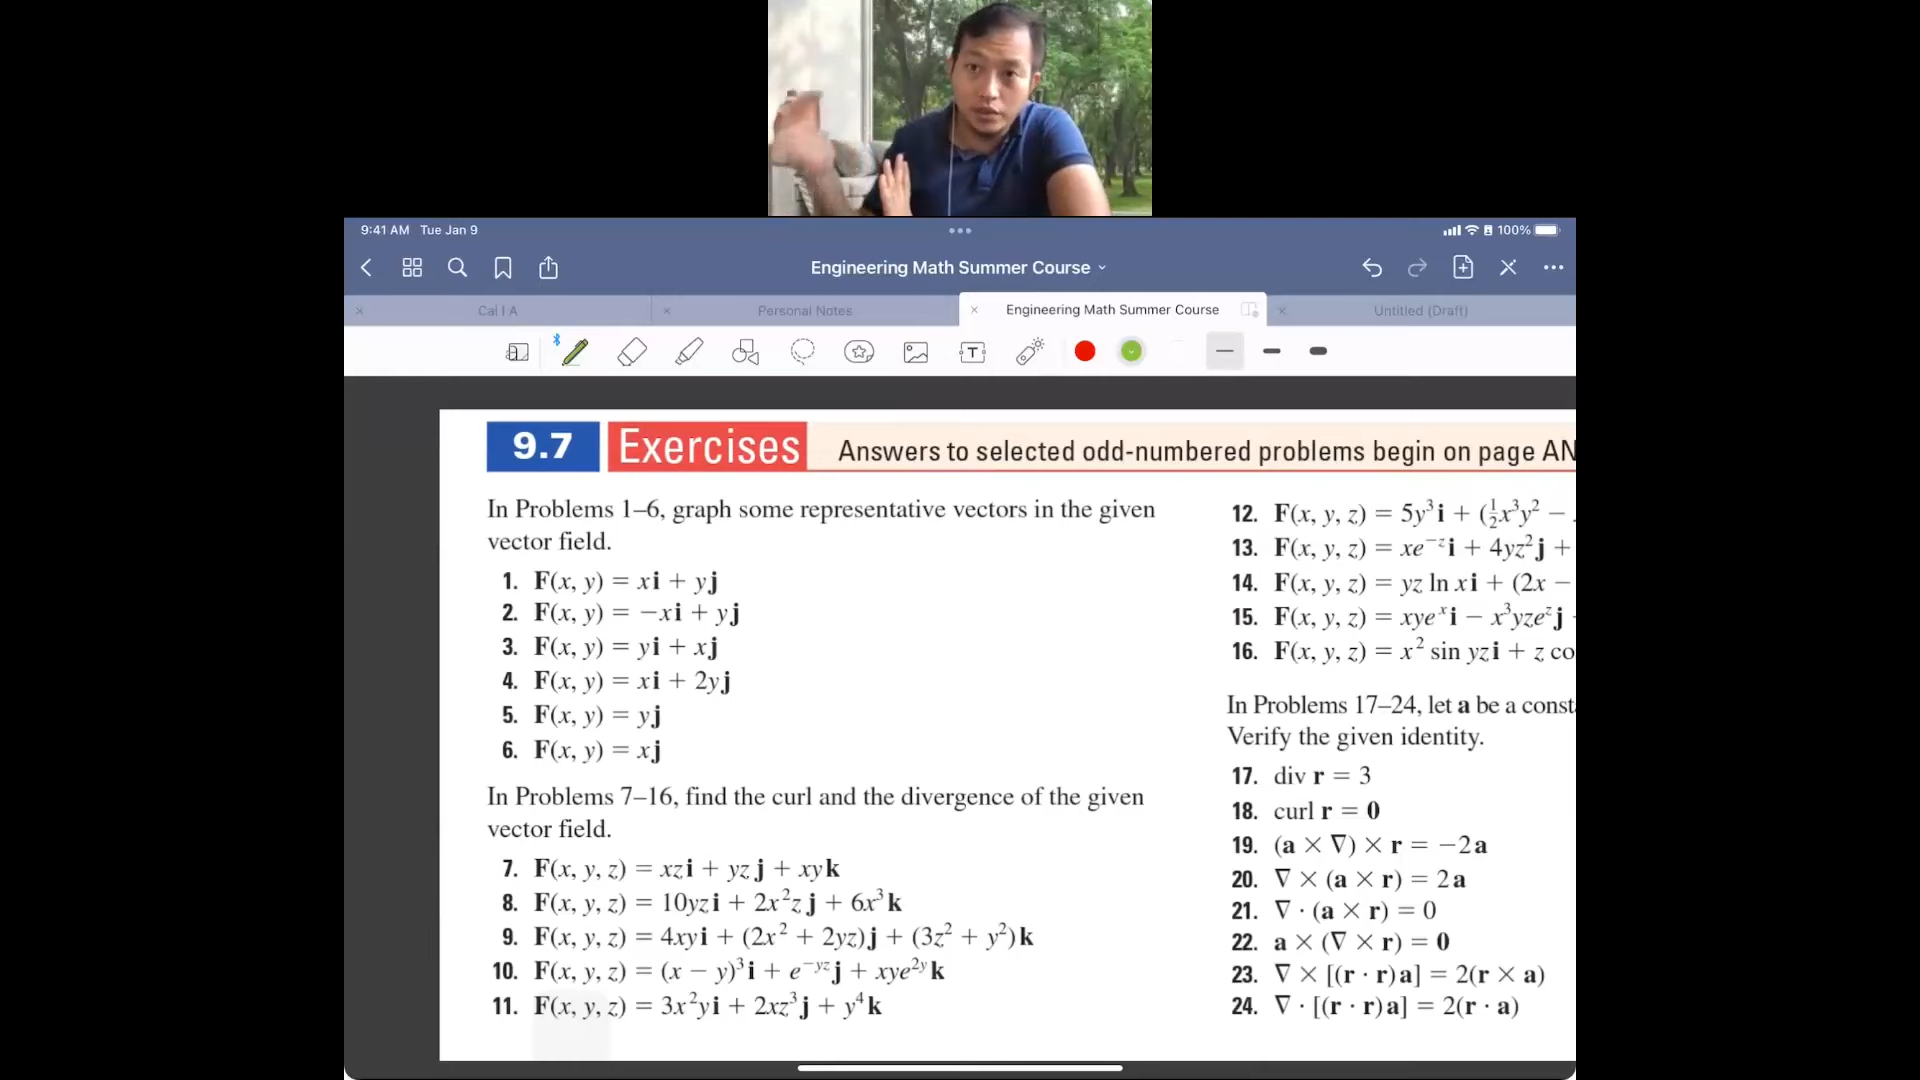 9:41 AM Tue Jan 9
100%
Engineering Math Summer Course
Cal I A
Personal Notes
Engineering Math Summer Course
Untitled (Draft)
T
9.7 Exercises Answers to selected odd-numbered problems begin on page AN
In Problems 1–6, graph some representative vectors in the given
vector field.
1. F(x, y) = xi + yj
2. F(x, y) = −xi + yj
3. F(x, y) = yi + xj
4. F(x, y) = xi + 2yj
5. F(x, y) = yj
6. F(x, y) = xj
In Problems 7–16, find the curl and the divergence of the given
vector field.
7. F(x, y, z) = xzi + yzj + xyk
8. F(x, y, z) = 10yzi + 2x²zj + 6x³k
9. F(x, y, z) = 4xyi + (2x² + 2yz)j + (3z² + y²)k
10. F(x, y, z) = (x − y)³i + e⁻ʸᶻj + xye²ʸk
11. F(x, y, z) = 3x²yi + 2xz³j + y⁴k
12. F(x, y, z) = 5y³i + (½x³y² −
13. F(x, y, z) = xe⁻ᶻi + 4yz²j +
14. F(x, y, z) = yz ln xi + (2x −
15. F(x, y, z) = xyeˣi − x³yzeᶻj
16. F(x, y, z) = x² sin yzi + z co
In Problems 17–24, let a be a const
Verify the given identity.
17. div r = 3
18. curl r = 0
19. (a × ∇) × r = −2a
20. ∇ × (a × r) = 2a
21. ∇ · (a × r) = 0
22. a × (∇ × r) = 0
23. ∇ × [(r · r)a] = 2(r × a)
24. ∇ · [(r · r)a] = 2(r · a)